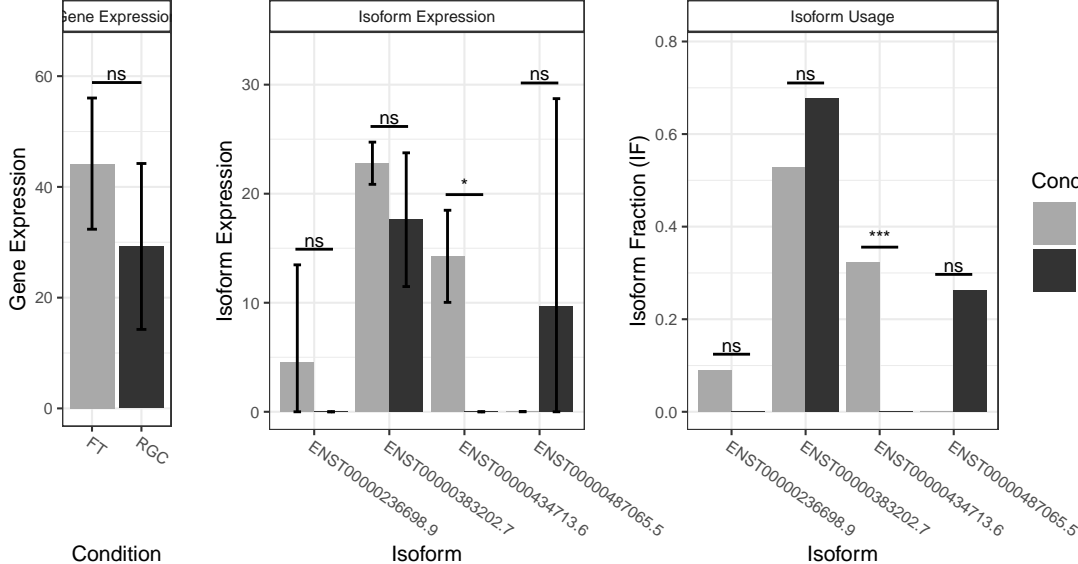 Gene Expression
Gene Expression
60
40
20
0
ns
FT
RGC
Condition
Isoform Expression
Isoform Expression
30
20
10
0
ns
ns
*
ns
ENST00000236698.9
ENST00000383202.7
ENST00000434713.6
ENST00000487065.5
Isoform
Isoform Usage
Isoform Fraction (IF)
0.8
0.6
0.4
0.2
0.0
ns
ns
***
ns
ENST00000236698.9
ENST00000383202.7
ENST00000434713.6
ENST00000487065.5
Isoform
Cond